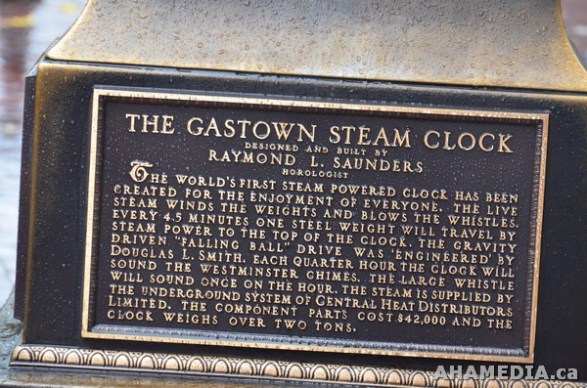 THE GASTOWN STEAM CLOCK
DESIGNED AND BUILT BY
RAYMOND L. SAUNDERS
HOROLOGIST
THE WORLD'S FIRST STEAM POWERED CLOCK HAS BEEN
CREATED FOR THE ENJOYMENT OF EVERYONE. THE LIVE
STEAM WINDS THE WEIGHTS AND BLOWS THE WHISTLES.
EVERY 4.5 MINUTES ONE STEEL WEIGHT WILL TRAVEL BY
STEAM POWER TO THE TOP OF THE CLOCK. THE GRAVITY
DRIVEN "FALLING BALL" DRIVE WAS 'ENGINEERED' BY
DOUGLAS L. SMITH. EACH QUARTER HOUR THE CLOCK WILL
SOUND THE WESTMINSTER CHIMES. THE LARGE WHISTLE
WILL SOUND ONCE ON THE HOUR. THE STEAM IS SUPPLIED BY
THE UNDERGROUND SYSTEM OF CENTRAL HEAT DISTRIBUTORS
LIMITED, THE COMPONENT PARTS COST $42,000 AND THE
CLOCK WEIGHS OVER TWO TONS.
AHAMEDIA.ca